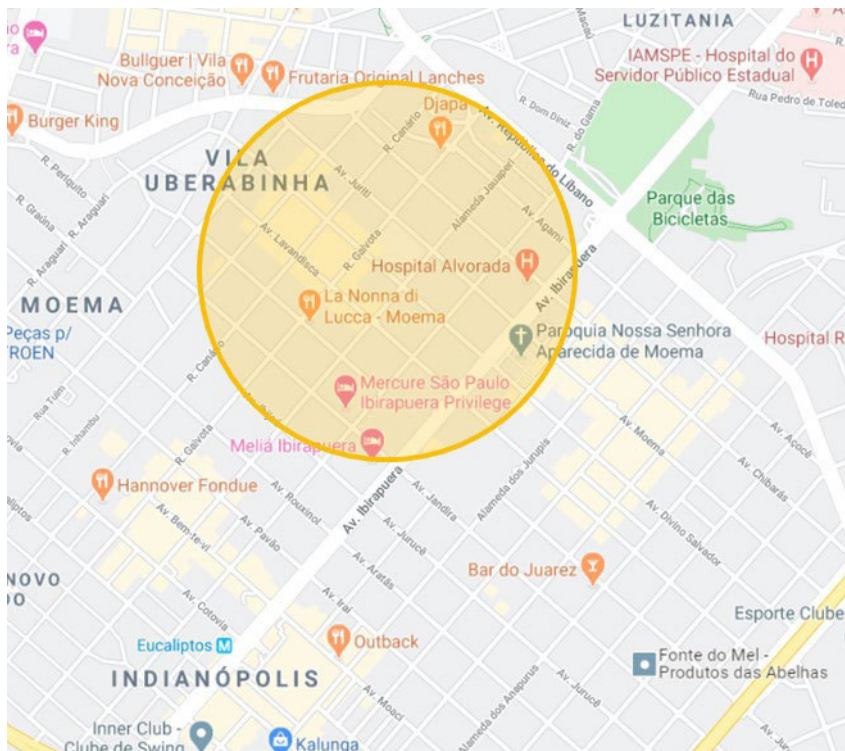 LUZITANIA
IAMSPE - Hospital do
Servidor Público Estadual
Bullguer | Vila
Nova Conceição
Frutaria Original Lanches
Djapa
R. Dom Diniz
R. do Gama
Rua Pedro de Toled
Burger King
Av. República do Líbano
R. Canário
VILA
UBERABINHA
Av. Juriti
Alameda Jauaperi
R. Periquito
R. Graúna
R. Araguari
R. Araguari
Parque das
Bicicletas
Av. Agami
Av. Lavandisca
R. Gaivota
Hospital Alvorada
Av. Ibirapuera
MOEMA
La Nonna di
Lucca - Moema
Paroquia Nossa Senhora
Aparecida de Moema
Hospital R
Peças p/
ROEN
R. Canário
Rua Tuim
R. Inhambu
Mercure São Paulo
Ibirapuera Privilege
Meliá Ibirapuera
R. Gaivota
Av. Moema
Av. Açocê
Av. Chibarás
Alameda dos Jurupis
Hannover Fondue
Av. Rouxinol
Av. Ibirapuera
Av. Jandira
Av. Pavão
Av. Bem-te-vi
Av. Jurucê
Av. Divino Salvador
Av. Aratãs
Bar do Juarez
NOVO
Av. Cotovia
Av. Iraí
Esporte Clube
Eucaliptos M
Outback
Fonte do Mel -
Produtos das Abelhas
INDIANÓPOLIS
Av. Moaci
Alameda dos Anapurus
Av. Jurucê
Inner Club -
Clube de Swing
Kalunga